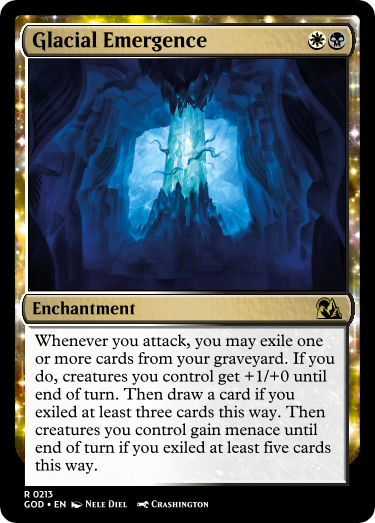 Glacial Emergence
Enchantment
Whenever you attack, you may exile one
or more cards from your graveyard. If you
do, creatures you control get +1/+0 until
end of turn. Then draw a card if you
exiled at least three cards this way. Then
creatures you control gain menace until
end of turn if you exiled at least five cards
this way.
R 0213
GOD • EN NELE DIEL CRASHINGTON